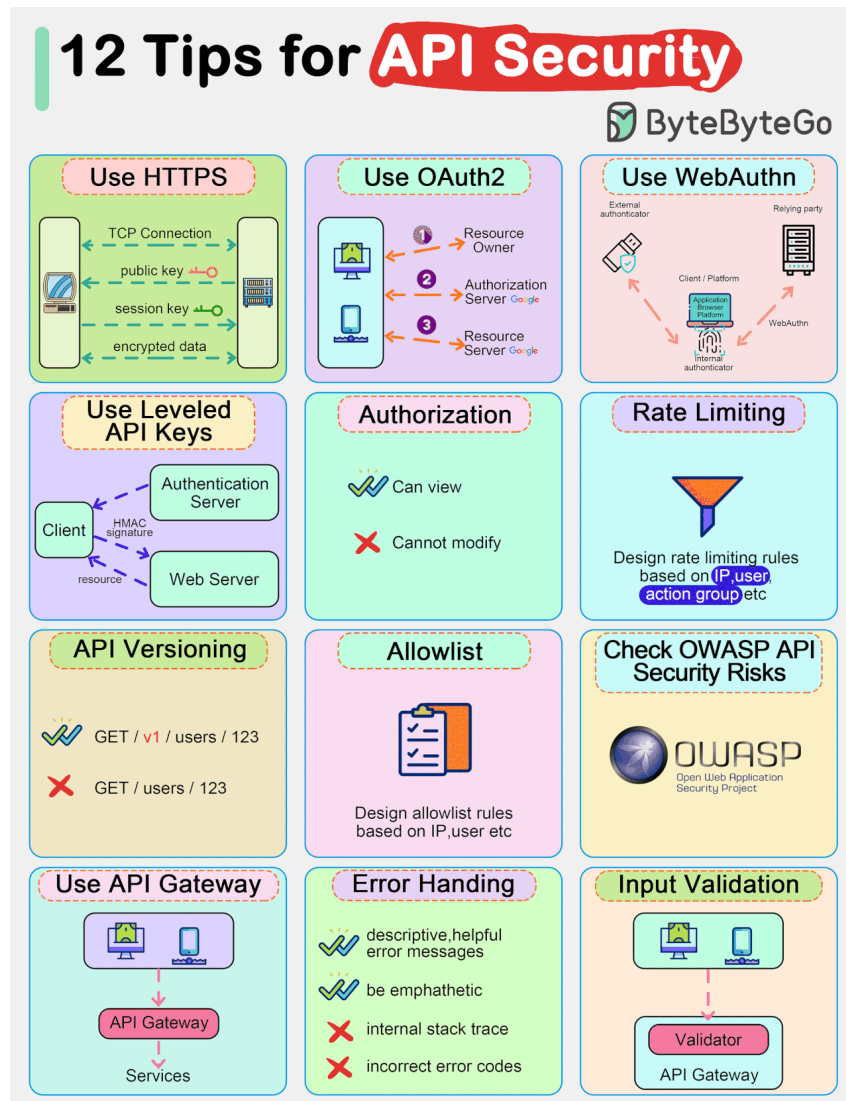 12 Tips for API Security
ByteByteGo
Use HTTPS
TCP Connection
public key
session key
encrypted data
Use OAuth2
1
Resource
Owner
2
Authorization
Server Google
3
Resource
Server Google
Use WebAuthn
External
authenticator
Relying party
Client / Platform
Application
Browser
Platform
WebAuthn
Internal
authenticator
Use Leveled
API Keys
Authentication
Server
Client
HMAC
signature
resource
Web Server
Authorization
Can view
Cannot modify
Rate Limiting
Design rate limiting rules
based on IP,user,
action group etc
API Versioning
GET / v1 / users / 123
GET / users / 123
Allowlist
Design allowlist rules
based on IP,user etc
Check OWASP API
Security Risks
OWASP
Open Web Application
Security Project
Use API Gateway
API Gateway
Services
Error Handing
descriptive,helpful
error messages
be emphathetic
internal stack trace
incorrect error codes
Input Validation
Validator
API Gateway